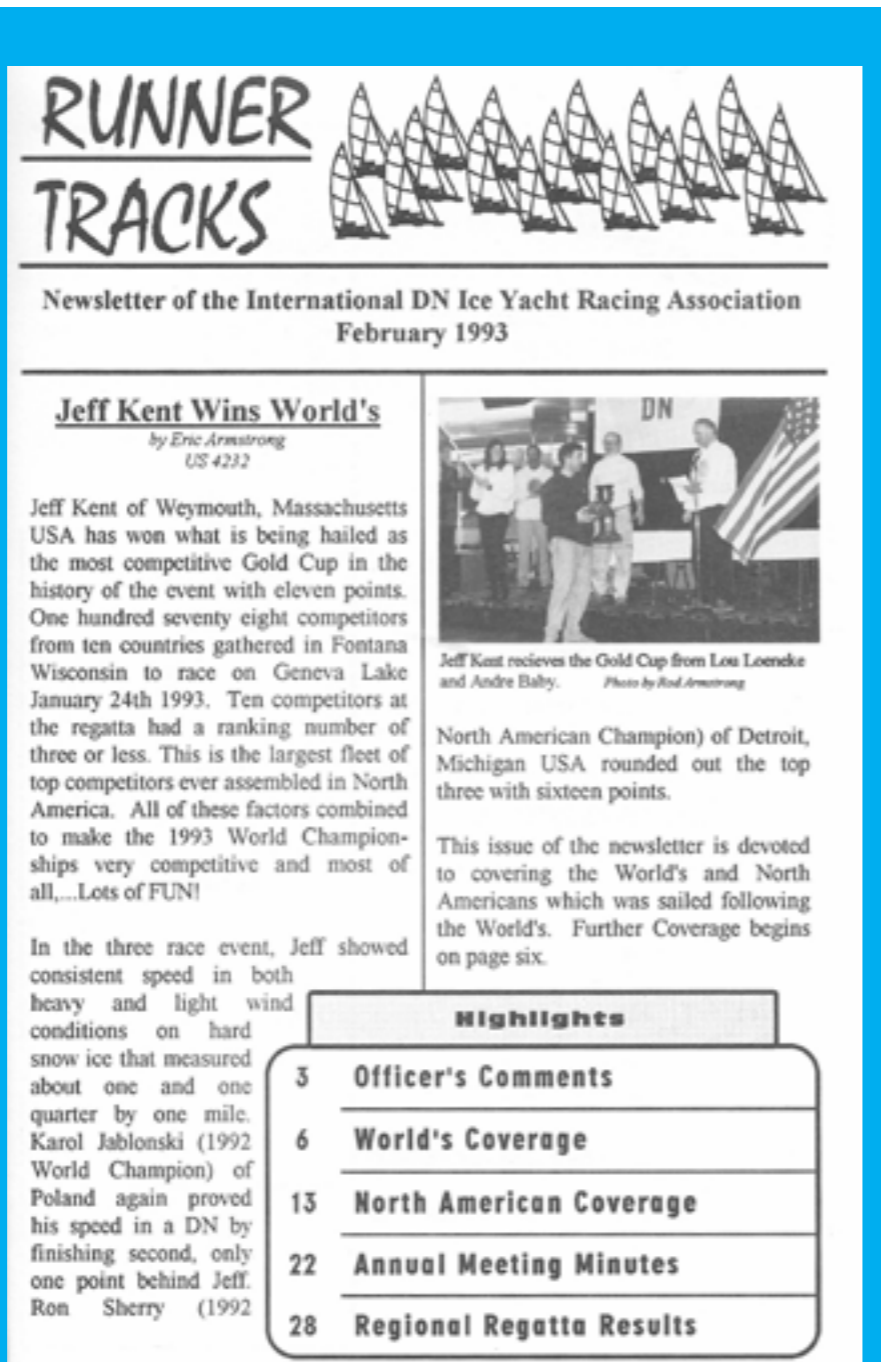 RUNNER
TRACKS
Newsletter of the International DN Ice Yacht Racing Association
February 1993
Jeff Kent Wins World's
by Eric Armstrong
US 4232
Jeff Kent of Weymouth, Massachusetts
USA has won what is being hailed as
the most competitive Gold Cup in the
history of the event with eleven points.
One hundred seventy eight competitors
from ten countries gathered in Fontana
Wisconsin to race on Geneva Lake
January 24th 1993. Ten competitors at
the regatta had a ranking number of
three or less. This is the largest fleet of
top competitors ever assembled in North
America. All of these factors combined
to make the 1993 World Champion-
ships very competitive and most of
all,...Lots of FUN!
In the three race event, Jeff showed
consistent speed in both
heavy and light wind
conditions on hard
snow ice that measured
about one and one
quarter by one mile.
Karol Jablonski (1992
World Champion) of
Poland again proved
his speed in a DN by
finishing second, only
one point behind Jeff.
Ron Sherry (1992
DN
Jeff Kent recieves the Gold Cup from Lou Loeneke
and Andre Baby. Photo by Rod Armstrong
North American Champion) of Detroit,
Michigan USA rounded out the top
three with sixteen points.
This issue of the newsletter is devoted
to covering the World's and North
Americans which was sailed following
the World's. Further Coverage begins
on page six.
Highlights
3 Officer's Comments
6 World's Coverage
13 North American Coverage
22 Annual Meeting Minutes
28 Regional Regatta Results